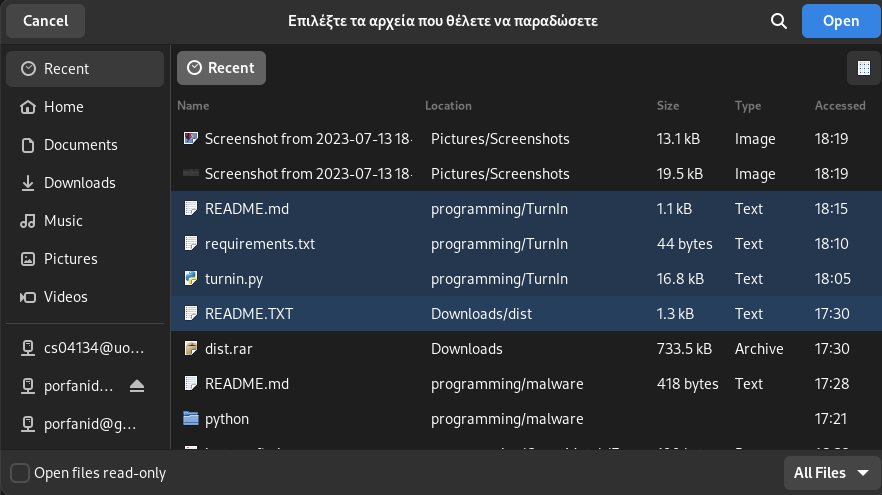 Cancel
Επιλέξτε τα αρχεία που θέλετε να παραδώσετε
Open
Recent
Home
Documents
Downloads
Music
Pictures
Videos
cs04134@uo...
porfanid...
porfanid@g...
Recent
Name Location Size Type Accessed
Screenshot from 2023-07-13 18- Pictures/Screenshots 13.1 kB Image 18:19
Screenshot from 2023-07-13 18- Pictures/Screenshots 19.5 kB Image 18:19
README.md programming/TurnIn 1.1 kB Text 18:15
requirements.txt programming/TurnIn 44 bytes Text 18:10
turnin.py programming/TurnIn 16.8 kB Text 18:05
README.TXT Downloads/dist 1.3 kB Text 17:30
dist.rar Downloads 733.5 kB Archive 17:30
README.md programming/malware 418 bytes Text 17:28
python programming/malware 17:21
Open files read-only
All Files